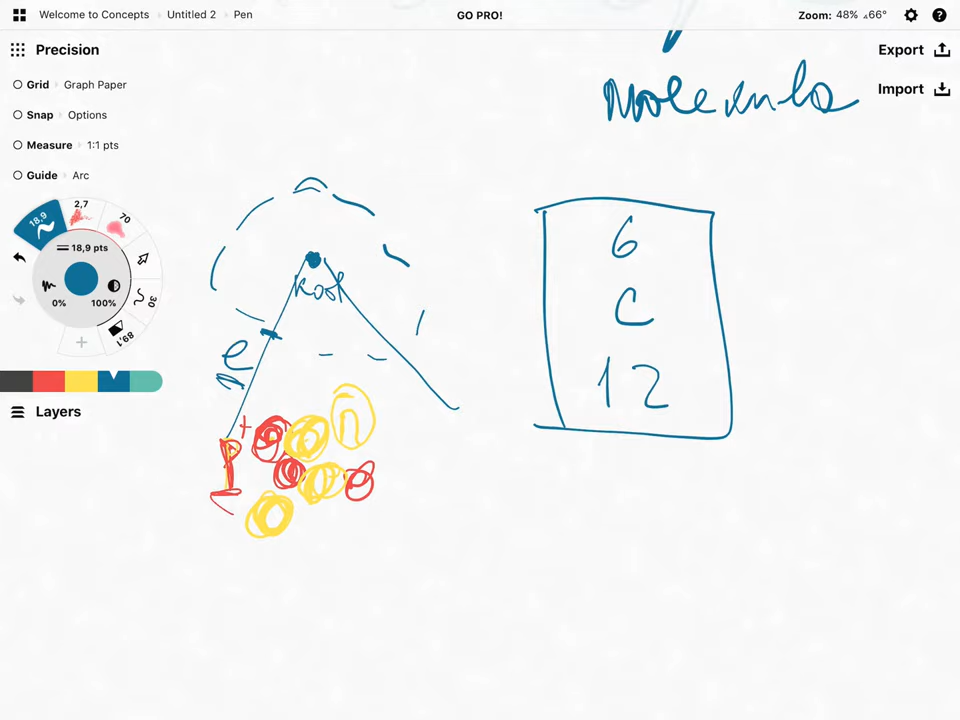 Welcome to Concepts › Untitled 2 › Pen
GO PRO!
Zoom: 48% ⊿66°
Precision
Export
Import
Grid › Graph Paper
Snap › Options
Measure › 1:1 pts
Guide › Arc
18,9
2,7
70
30
89,1
18,9 pts
0%
100%
Layers
e
+
p
n
6
C
12